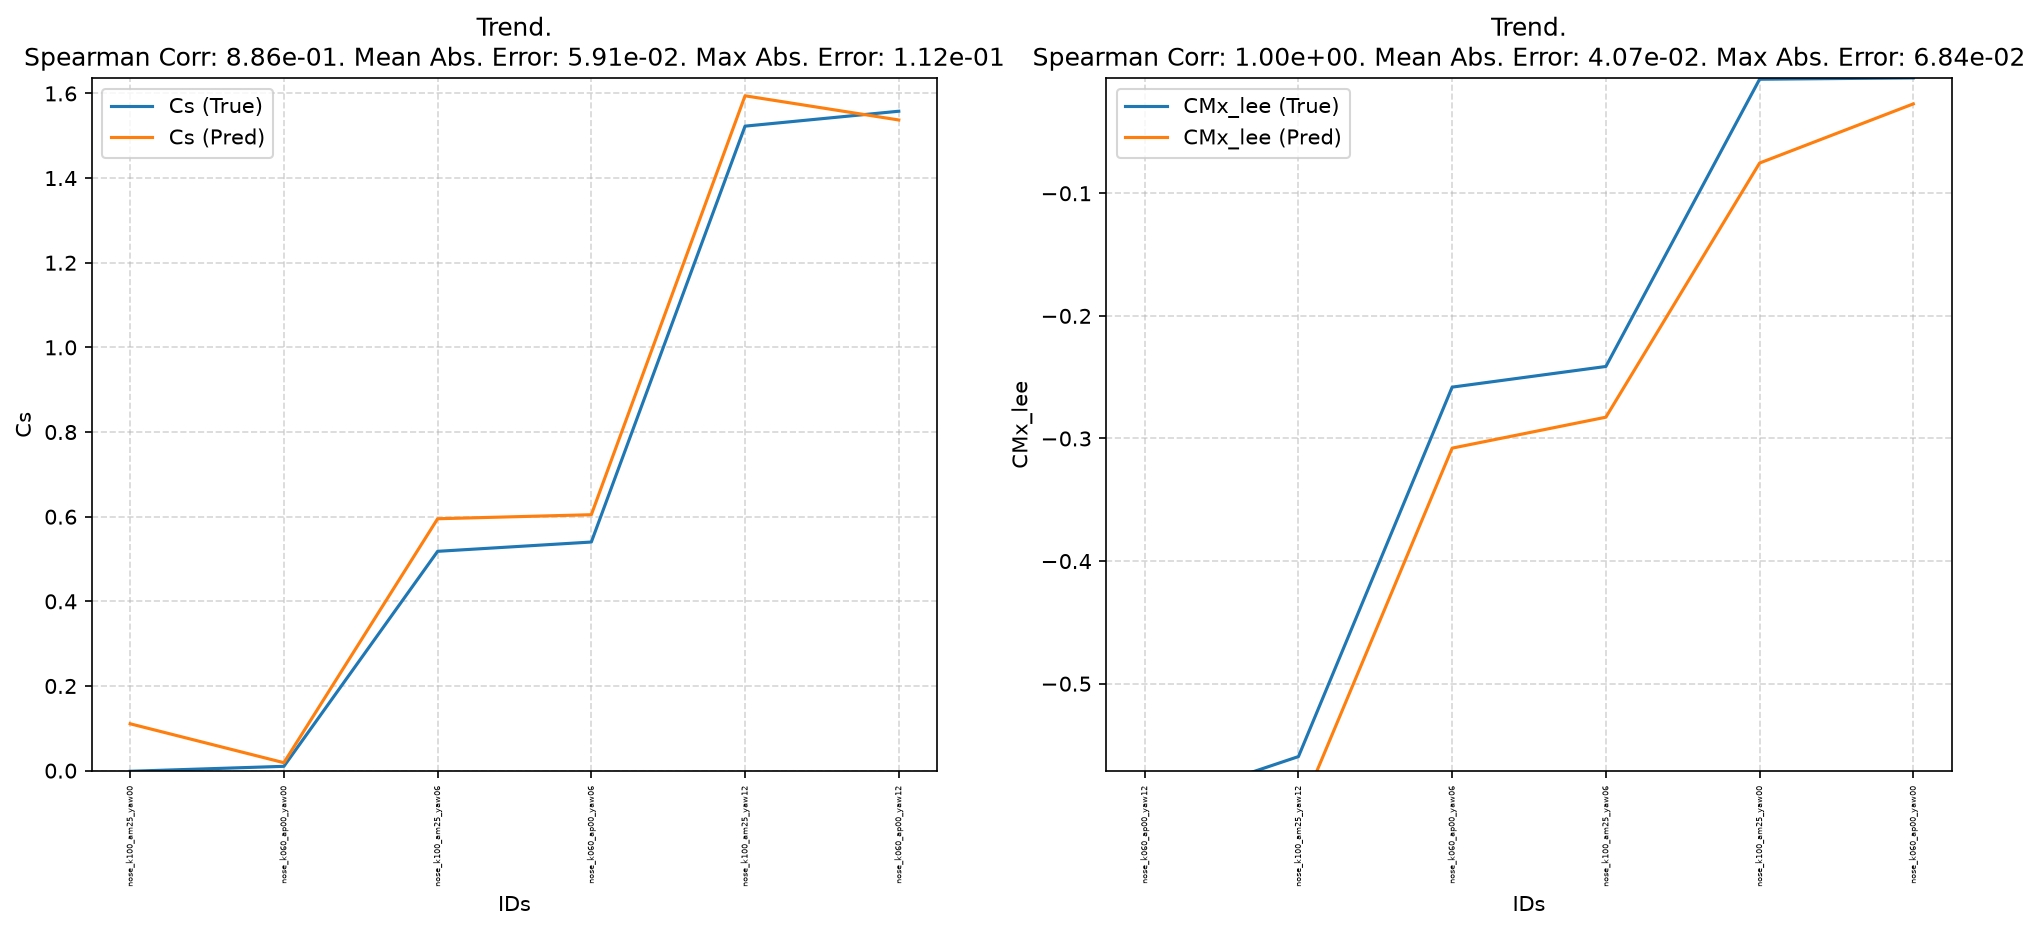 Trend.
Spearman Corr: 8.86e-01. Mean Abs. Error: 5.91e-02. Max Abs. Error: 1.12e-01
Cs (True)
Cs (Pred)
1.6
1.4
1.2
1.0
0.8
0.6
0.4
0.2
0.0
Cs
nose_k100_am25_yaw00
nose_k060_ap00_yaw00
nose_k100_am25_yaw06
nose_k060_ap00_yaw06
nose_k100_am25_yaw12
nose_k060_ap00_yaw12
IDs
Trend.
Spearman Corr: 1.00e+00. Mean Abs. Error: 4.07e-02. Max Abs. Error: 6.84e-02
CMx_lee (True)
CMx_lee (Pred)
−0.1
−0.2
−0.3
−0.4
−0.5
CMx_lee
nose_k060_ap00_yaw12
nose_k100_am25_yaw12
nose_k060_ap00_yaw06
nose_k100_am25_yaw06
nose_k100_am25_yaw00
nose_k060_ap00_yaw00
IDs